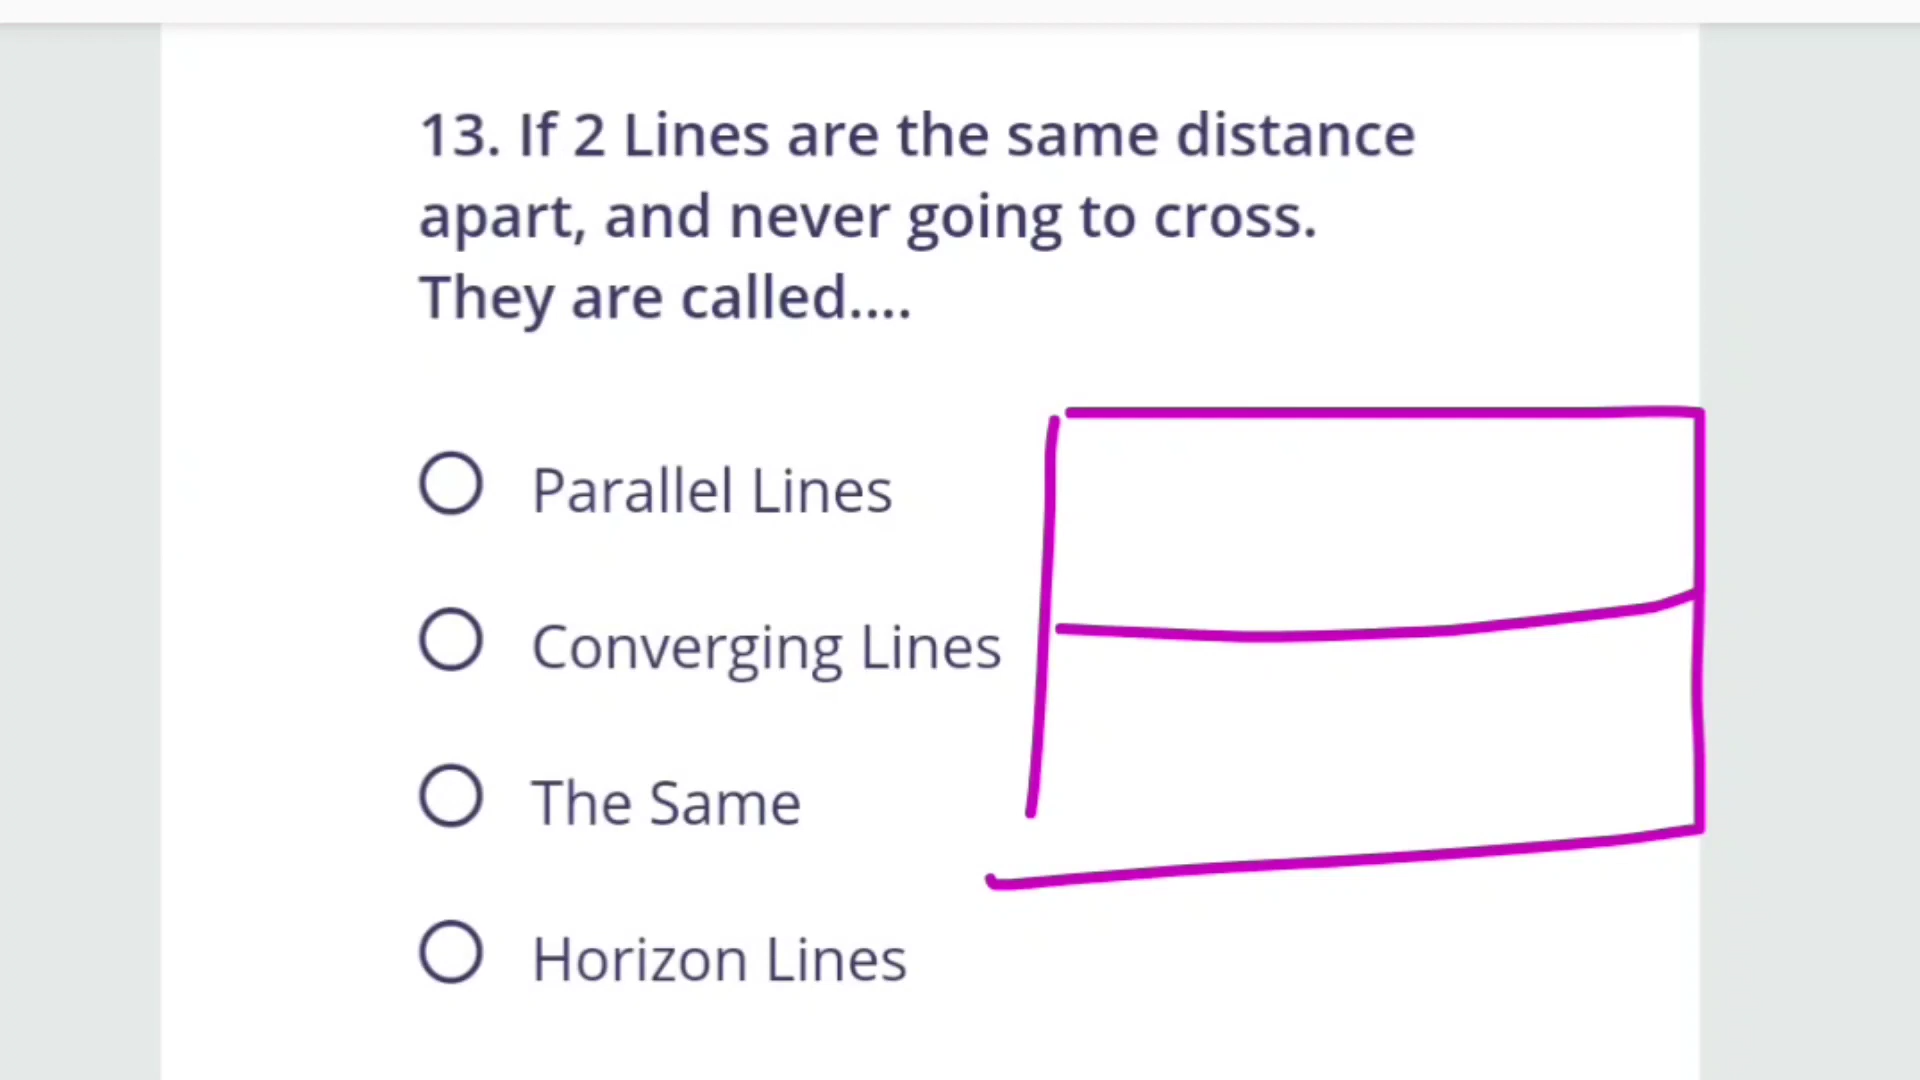 13. If 2 Lines are the same distance
apart, and never going to cross.
They are called....
Parallel Lines
Converging Lines
The Same
Horizon Lines